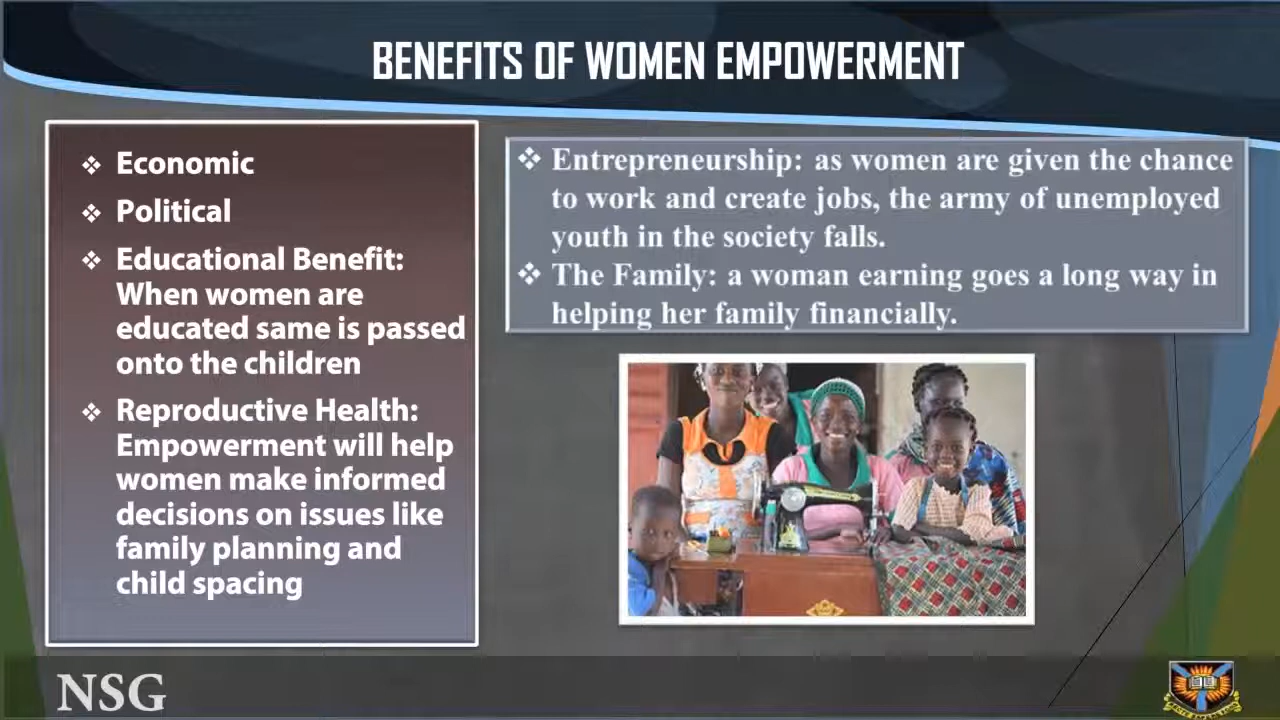 BENEFITS OF WOMEN EMPOWERMENT
❖ Economic
❖ Political
❖ Educational Benefit:
When women are
educated same is passed
onto the children
❖ Reproductive Health:
Empowerment will help
women make informed
decisions on issues like
family planning and
child spacing
❖ Entrepreneurship: as women are given the chance
to work and create jobs, the army of unemployed
youth in the society falls.
❖ The Family: a woman earning goes a long way in
helping her family financially.
NSG